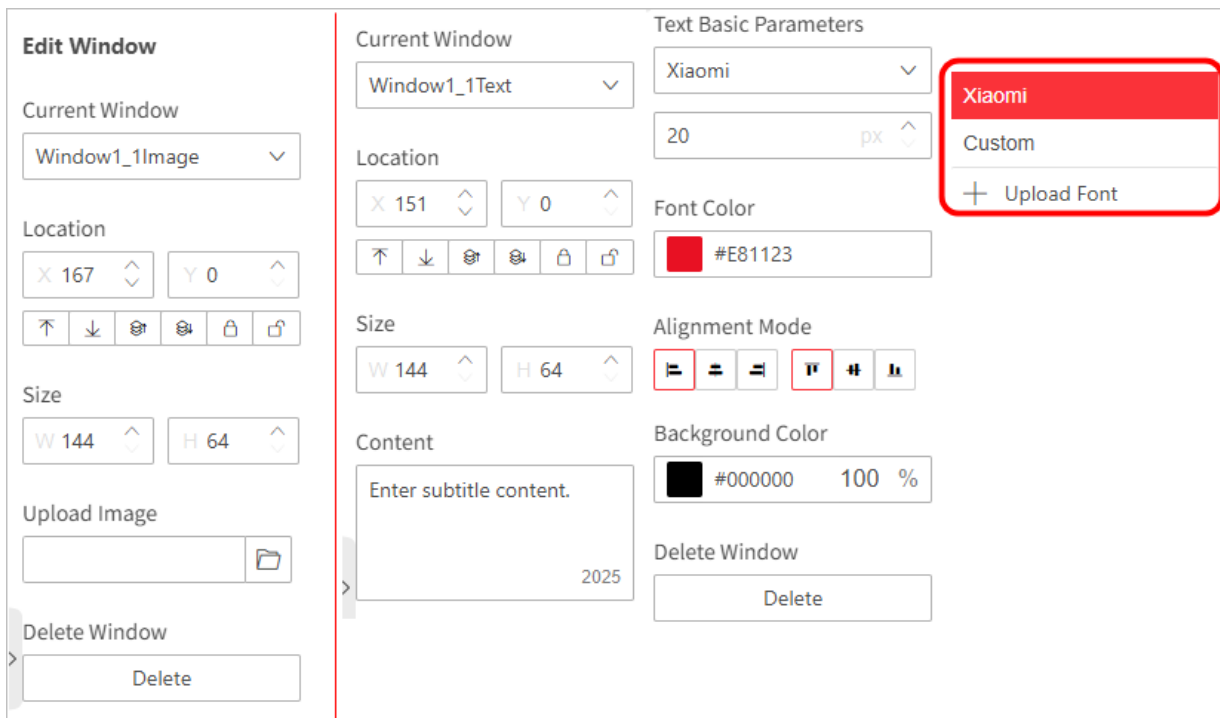 Edit Window
Current Window
Window1_1Image
Location
X 167 Y 0
Size
W 144 H 64
Upload Image
Delete Window
Delete
Current Window
Window1_1Text
Location
X 151 Y 0
Size
W 144 H 64
Content
Enter subtitle content.
2025
Text Basic Parameters
Xiaomi
20 px
Font Color
#E81123
Alignment Mode
Background Color
#000000 100 %
Delete Window
Delete
Xiaomi
Custom
Upload Font